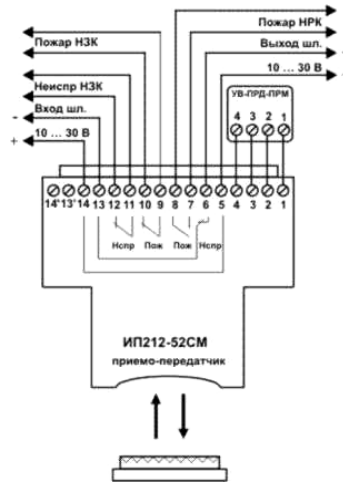 Пожар НРК
Пожар НЗК
Выход шл.
10 ... 30 В
Неиспр НЗК
Вход шл.
-
10 ... 30 В
+
УВ-ПРД-ПРМ
4 3 2 1
14' 13' 14 13 12 11 10 9 8 7 6 5 4 3 2 1
Нспр Пож Пож Нспр
ИП212-52СМ
приемо-передатчик